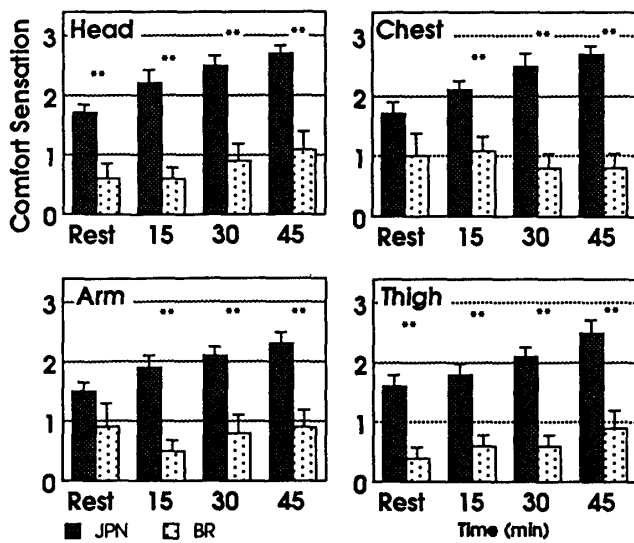 Comfort Sensation
Head
3
2
1
0
** ** ** **
Rest 15 30 45
Chest
3
2
1
0
** ** **
Rest 15 30 45
Arm
3
2
1
0
** ** **
Rest 15 30 45
Thigh
3
2
1
0
** ** ** **
Rest 15 30 45
JPN BR
Time (min)